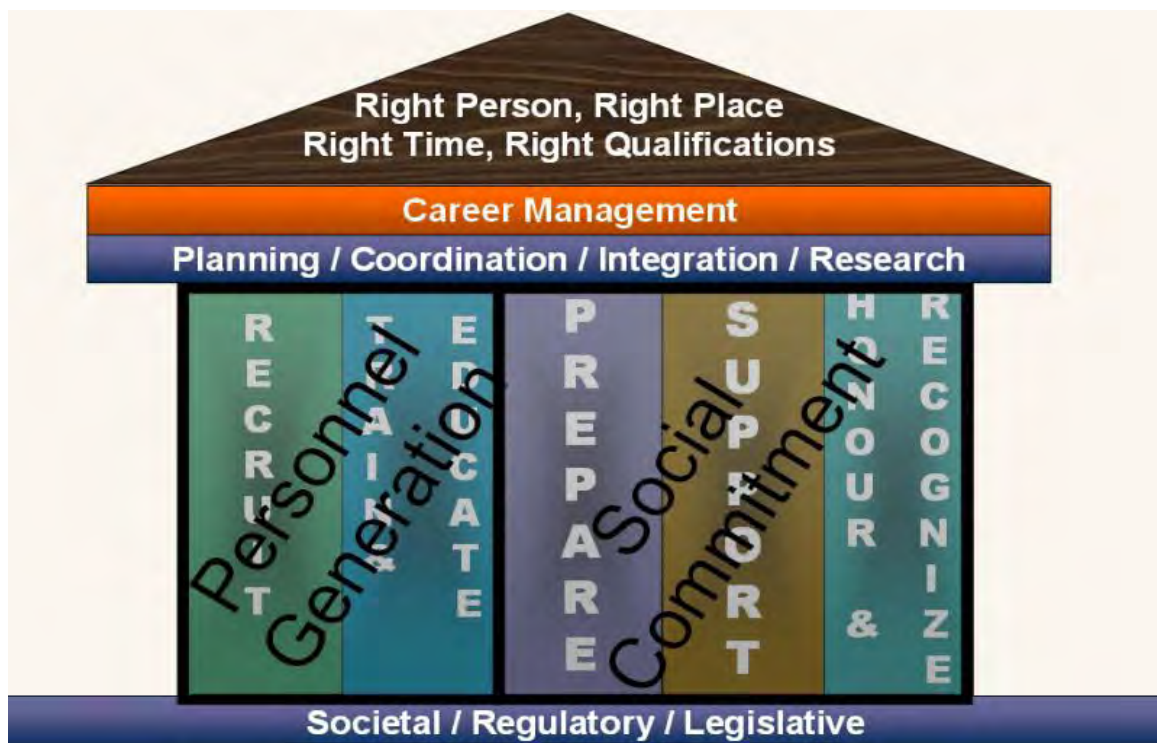 Right Person, Right Place
Right Time, Right Qualifications
Career Management
Planning / Coordination / Integration / Research
RECRUIT
TRAIN &
EDUCATE
PREPARE
SUPPORT
HONOUR &
RECOGNIZE
Personnel
Generation
Social
Commitment
Societal / Regulatory / Legislative